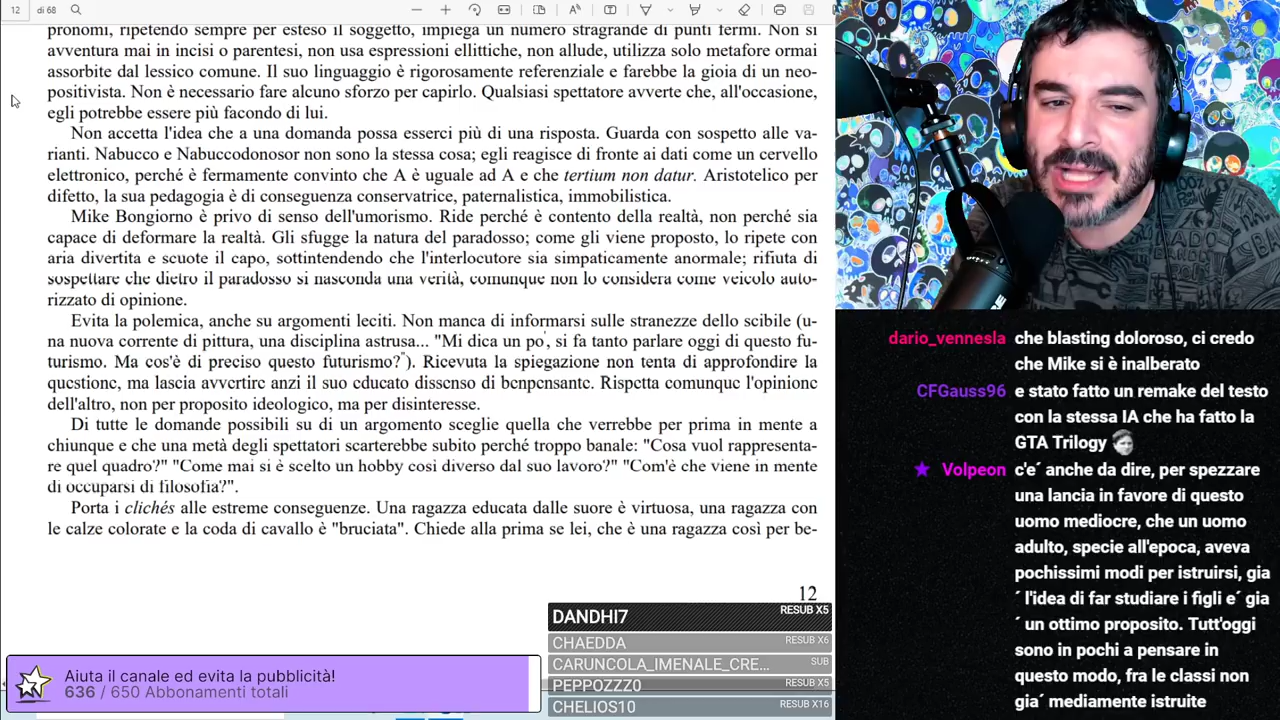 12 di 68
pronomi, ripetendo sempre per esteso il soggetto, impiega un numero stragrande di punti fermi. Non si
avventura mai in incisi o parentesi, non usa espressioni ellittiche, non allude, utilizza solo metafore ormai
assorbite dal lessico comune. Il suo linguaggio è rigorosamente referenziale e farebbe la gioia di un neo-
positivista. Non è necessario fare alcuno sforzo per capirlo. Qualsiasi spettatore avverte che, all'occasione,
egli potrebbe essere più facondo di lui.
Non accetta l'idea che a una domanda possa esserci più di una risposta. Guarda con sospetto alle va-
rianti. Nabucco e Nabuccodonosor non sono la stessa cosa; egli reagisce di fronte ai dati come un cervello
elettronico, perché è fermamente convinto che A è uguale ad A e che tertium non datur. Aristotelico per
difetto, la sua pedagogia è di conseguenza conservatrice, paternalistica, immobilistica.
Mike Bongiorno è privo di senso dell'umorismo. Ride perché è contento della realtà, non perché sia
capace di deformare la realtà. Gli sfugge la natura del paradosso; come gli viene proposto, lo ripete con
aria divertita e scuote il capo, sottintendendo che l'interlocutore sia simpaticamente anormale; rifiuta di
sospettare che dietro il paradosso si nasconda una verità, comunque non lo considera come veicolo auto-
rizzato di opinione.
Evita la polemica, anche su argomenti leciti. Non manca di informarsi sulle stranezze dello scibile (u-
na nuova corrente di pittura, una disciplina astrusa... "Mi dica un po', si fa tanto parlare oggi di questo fu-
turismo. Ma cos'è di preciso questo futurismo?"). Ricevuta la spiegazione non tenta di approfondire la
questione, ma lascia avvertire anzi il suo educato dissenso di benpensante. Rispetta comunque l'opinione
dell'altro, non per proposito ideologico, ma per disinteresse.
Di tutte le domande possibili su di un argomento sceglie quella che verrebbe per prima in mente a
chiunque e che una metà degli spettatori scarterebbe subito perché troppo banale: "Cosa vuol rappresenta-
re quel quadro?" "Come mai si è scelto un hobby così diverso dal suo lavoro?" "Com'è che viene in mente
di occuparsi di filosofia?".
Porta i clichés alle estreme conseguenze. Una ragazza educata dalle suore è virtuosa, una ragazza con
le calze colorate e la coda di cavallo è "bruciata". Chiede alla prima se lei, che è una ragazza così per be-
12
DANDHI7 RESUB X5
CHAEDDA RESUB X6
CARUNCOLA_IMENALE_CRE... SUB
PEPPOZZZ0 RESUB X5
CHELIOS10 RESUB X16
Aiuta il canale ed evita la pubblicità!
636 / 650 Abbonamenti totali
dario_vennesla che blasting doloroso, ci credo
che Mike si è inalberato
CFGauss96 e stato fatto un remake del testo
con la stessa IA che ha fatto la
GTA Trilogy
Volpeon c'e´ anche da dire, per spezzare
una lancia in favore di questo
uomo mediocre, che un uomo
adulto, specie all'epoca, aveva
pochissimi modi per istruirsi, gia
´ l'idea di far studiare i figli e´ gia
´ un ottimo proposito. Tutt'oggi
sono in pochi a pensare in
questo modo, fra le classi non
gia´ mediamente istruite